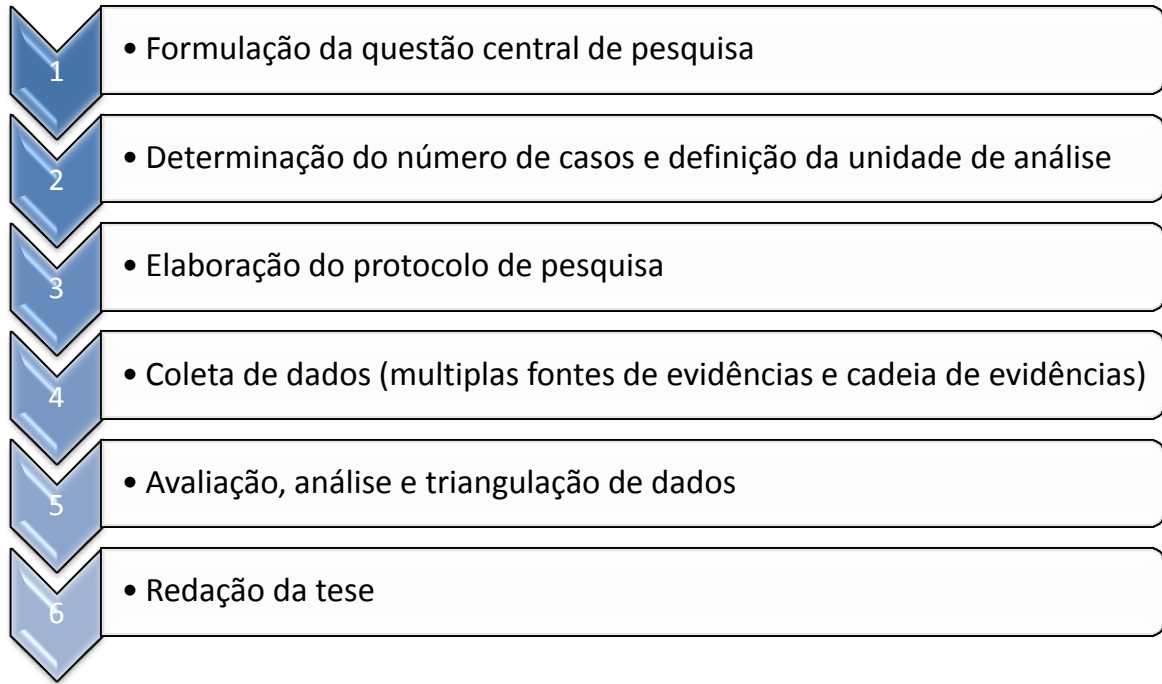 1
• Formulação da questão central de pesquisa
2
• Determinação do número de casos e definição da unidade de análise
3
• Elaboração do protocolo de pesquisa
4
• Coleta de dados (multiplas fontes de evidências e cadeia de evidências)
5
• Avaliação, análise e triangulação de dados
6
• Redação da tese